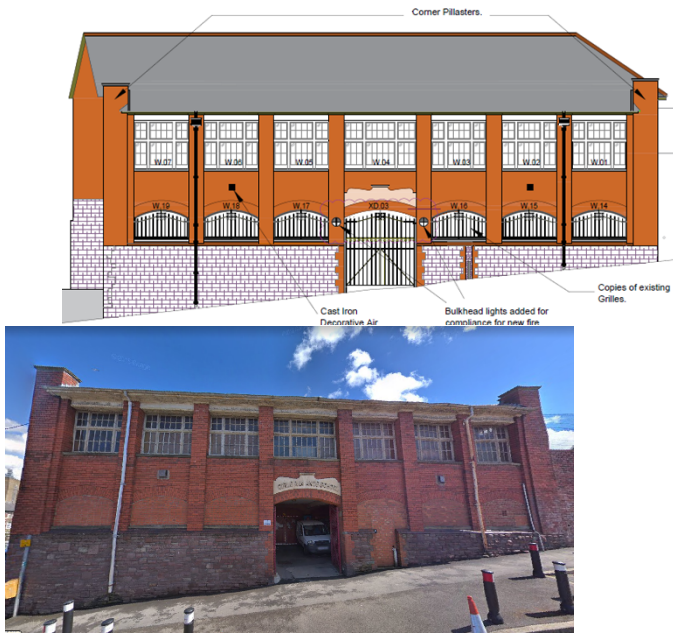 Corner Pillasters.
W.07 W.06 W.05 W.04 W.03 W.02 W.01
W.19 W.18 W.17 XD.03 W.16 W.15 W.14
Copies of existing
Grilles.
Cast Iron
Decorative Air
Bulkhead lights added for
compliance for new fire